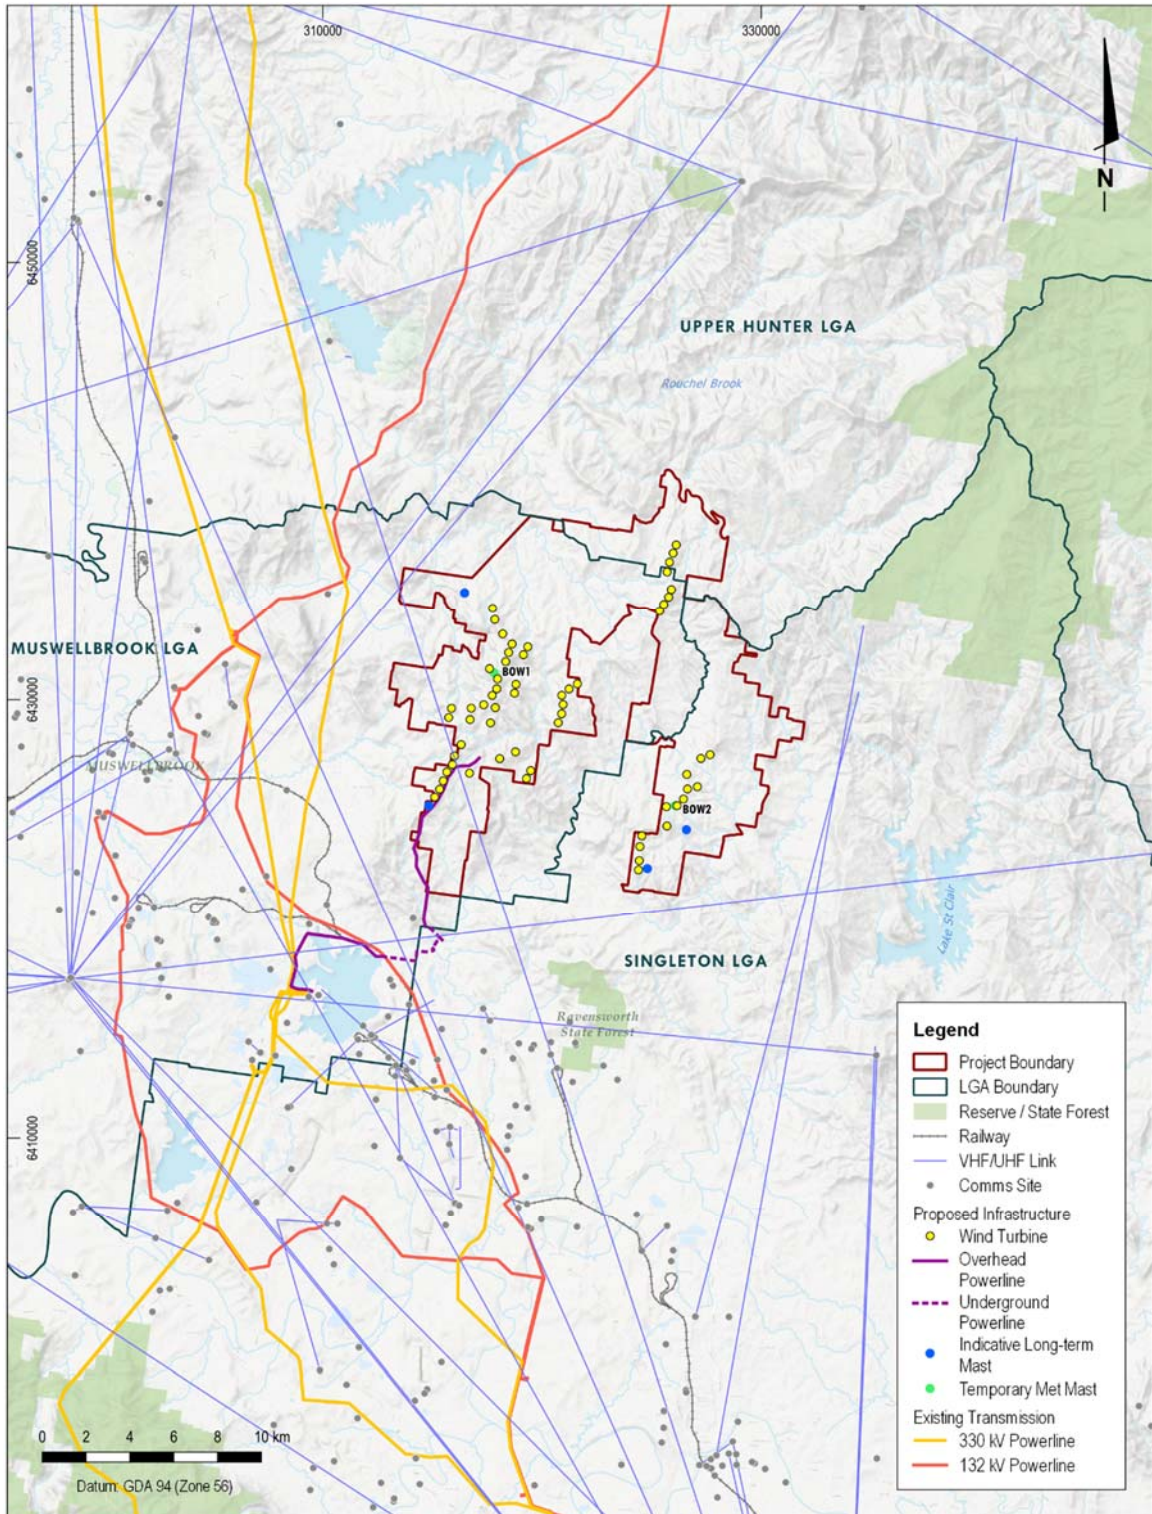 310000
330000
N
6450000
UPPER HUNTER LGA
Rouchel Brook
MUSWELLBROOK LGA
BOW1
6430000
MUSWELLBROOK
BOW2
Lake St Clair
SINGLETON LGA
Ravensworth
State Forest
6410000
Legend
Project Boundary
LGA Boundary
Reserve / State Forest
Railway
VHF/UHF Link
Comms Site
Proposed Infrastructure
Wind Turbine
Overhead
Powerline
Underground
Powerline
Indicative Long-term
Mast
Temporary Met Mast
Existing Transmission
330 kV Powerline
132 kV Powerline
0 2 4 6 8 10 km
Datum: GDA 94 (Zone 56)